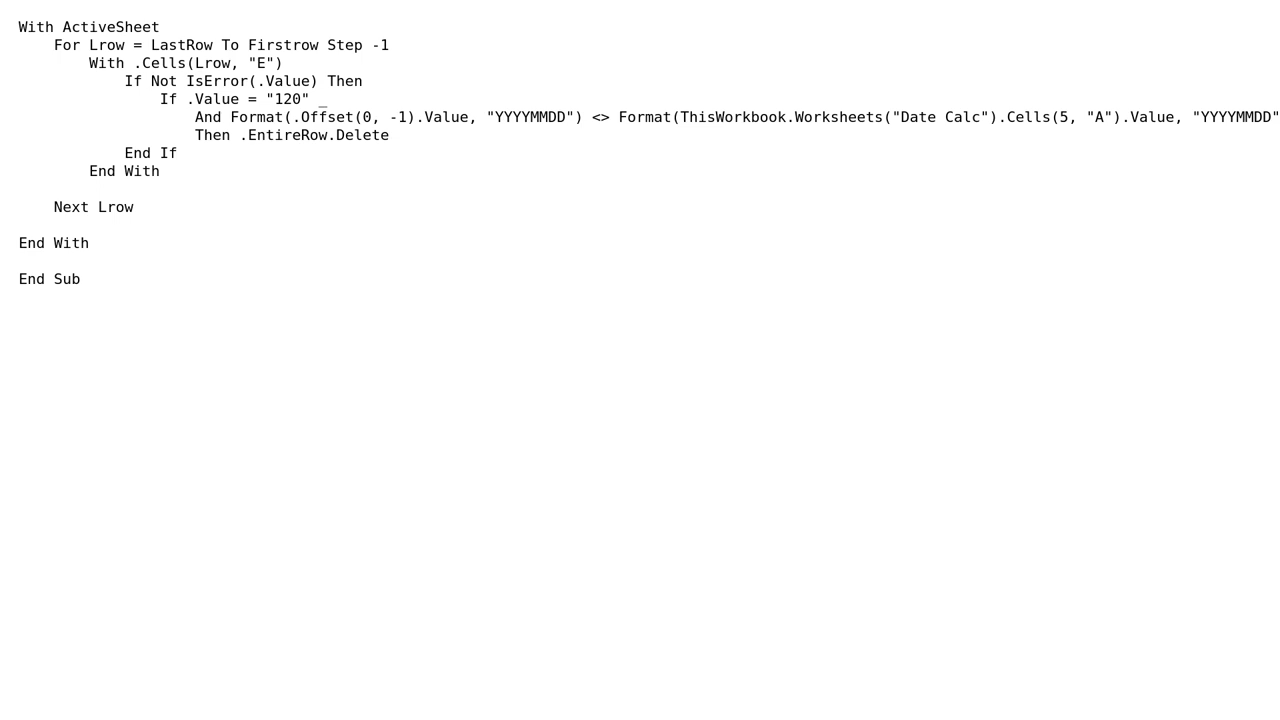 With ActiveSheet
For Lrow = LastRow To Firstrow Step -1
With .Cells(Lrow, "E")
If Not IsError(.Value) Then
If .Value = "120" _
And Format(.Offset(0, -1).Value, "YYYYMMDD") <> Format(ThisWorkbook.Worksheets("Date Calc").Cells(5, "A").Value, "YYYYMMDD"
Then .EntireRow.Delete
End If
End With
Next Lrow
End With
End Sub